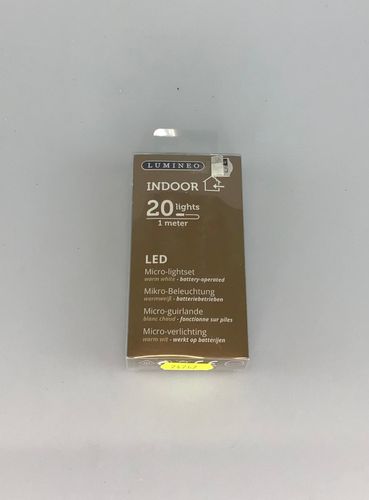 LUMINEO
INDOOR
20 lights
1 meter
LED
Micro-lightset
warm white - battery-operated
Mikro-Beleuchtung
warmweiß - batteriebetrieben
Micro-guirlande
blanc chaud - fonctionne sur piles
Micro-verlichting
warm wit - werkt op batterijen